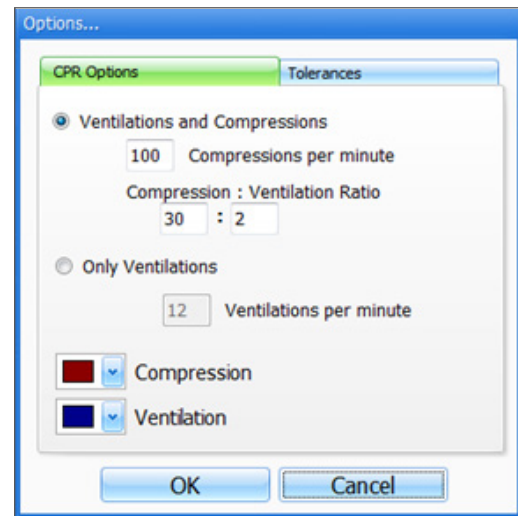 Options...
CPR Options Tolerances
Ventilations and Compressions
100 Compressions per minute
Compression : Ventilation Ratio
30 : 2
Only Ventilations
12 Ventilations per minute
Compression
Ventilation
OK Cancel